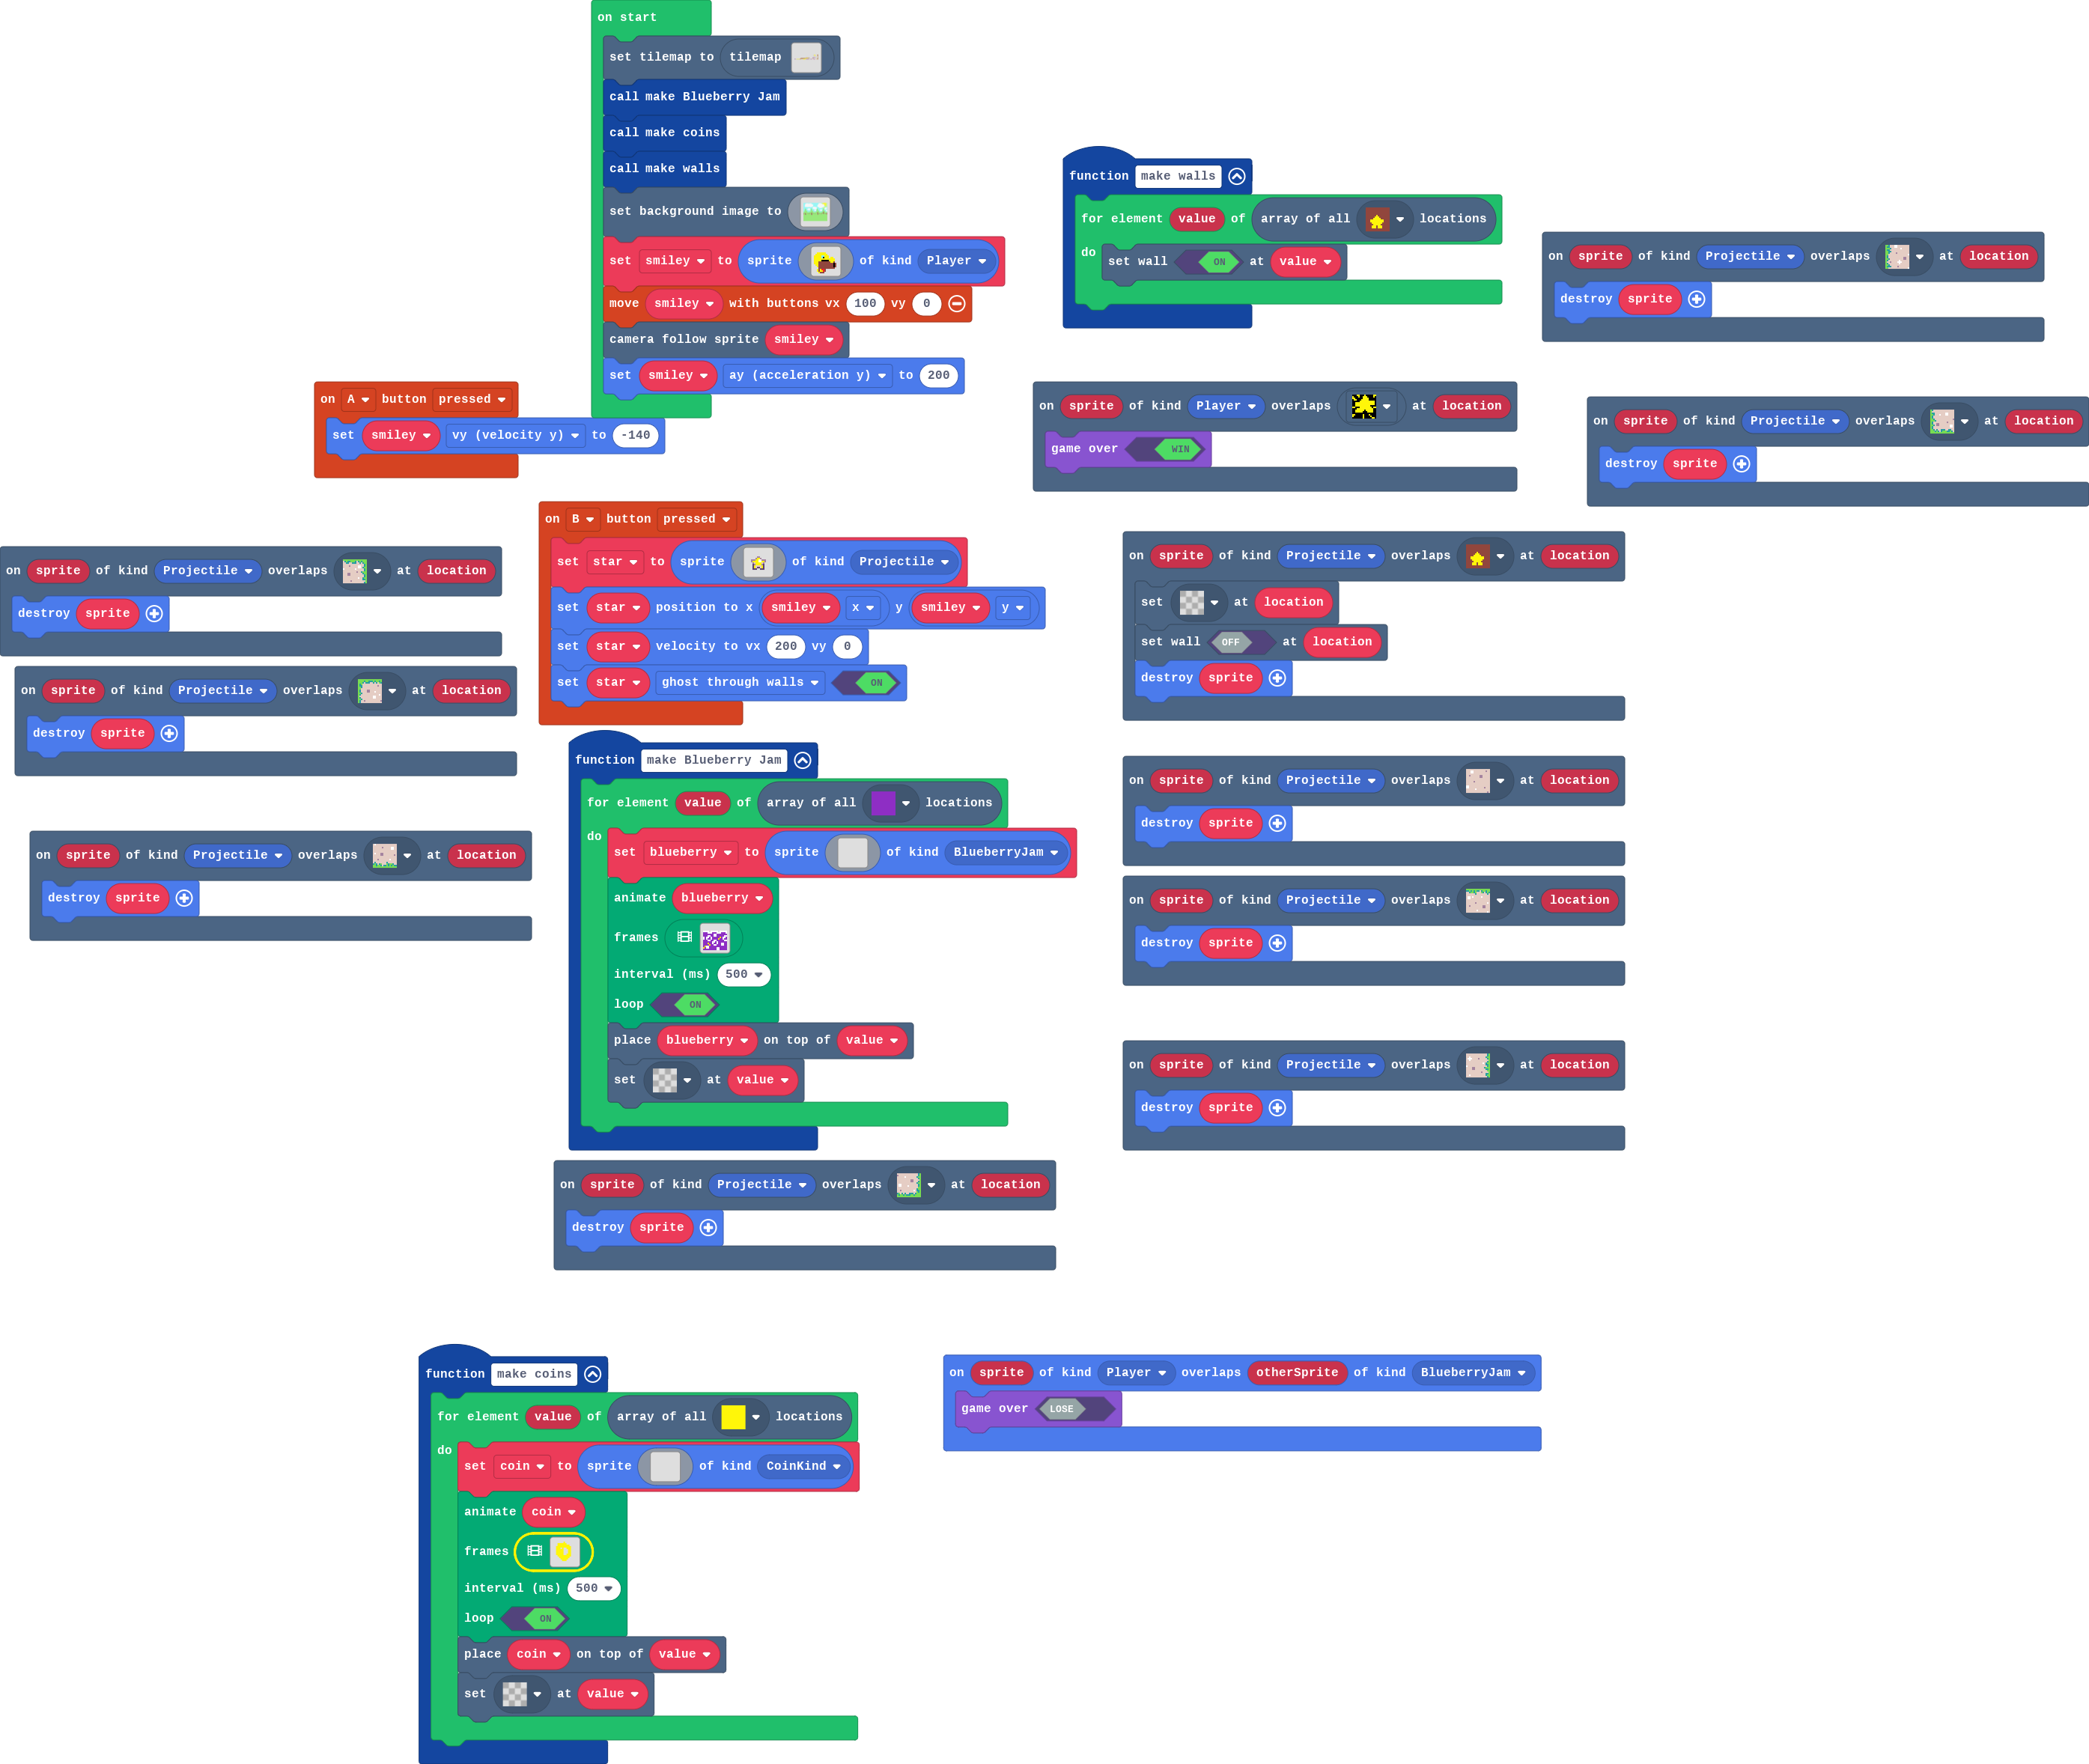 on start
set tilemap to tilemap
call make Blueberry Jam
call make coins
call make walls
set background image to
set smiley to sprite of kind Player
move smiley with buttons vx 100 vy 0
camera follow sprite smiley
set smiley ay (acceleration y) to 200
function make walls
for element value of array of all locations
do set wall ON at value
on sprite of kind Projectile overlaps at location
destroy sprite
on A button pressed
set smiley vy (velocity y) to -140
on sprite of kind Player overlaps at location
game over WIN
on sprite of kind Projectile overlaps at location
destroy sprite
on B button pressed
set star to sprite of kind Projectile
set star position to x smiley x y smiley y
set star velocity to vx 200 vy 0
set star ghost through walls ON
on sprite of kind Projectile overlaps at location
set at location
set wall OFF at location
destroy sprite
on sprite of kind Projectile overlaps at location
destroy sprite
on sprite of kind Projectile overlaps at location
destroy sprite
on sprite of kind Projectile overlaps at location
destroy sprite
function make Blueberry Jam
for element value of array of all locations
do
set blueberry to sprite of kind BlueberryJam
animate blueberry
frames
interval (ms) 500
loop ON
place blueberry on top of value
set at value
on sprite of kind Projectile overlaps at location
destroy sprite
on sprite of kind Projectile overlaps at location
destroy sprite
on sprite of kind Projectile overlaps at location
destroy sprite
on sprite of kind Projectile overlaps at location
destroy sprite
function make coins
for element value of array of all locations
do
set coin to sprite of kind CoinKind
animate coin
frames
interval (ms) 500
loop ON
place coin on top of value
set at value
on sprite of kind Player overlaps otherSprite of kind BlueberryJam
game over LOSE